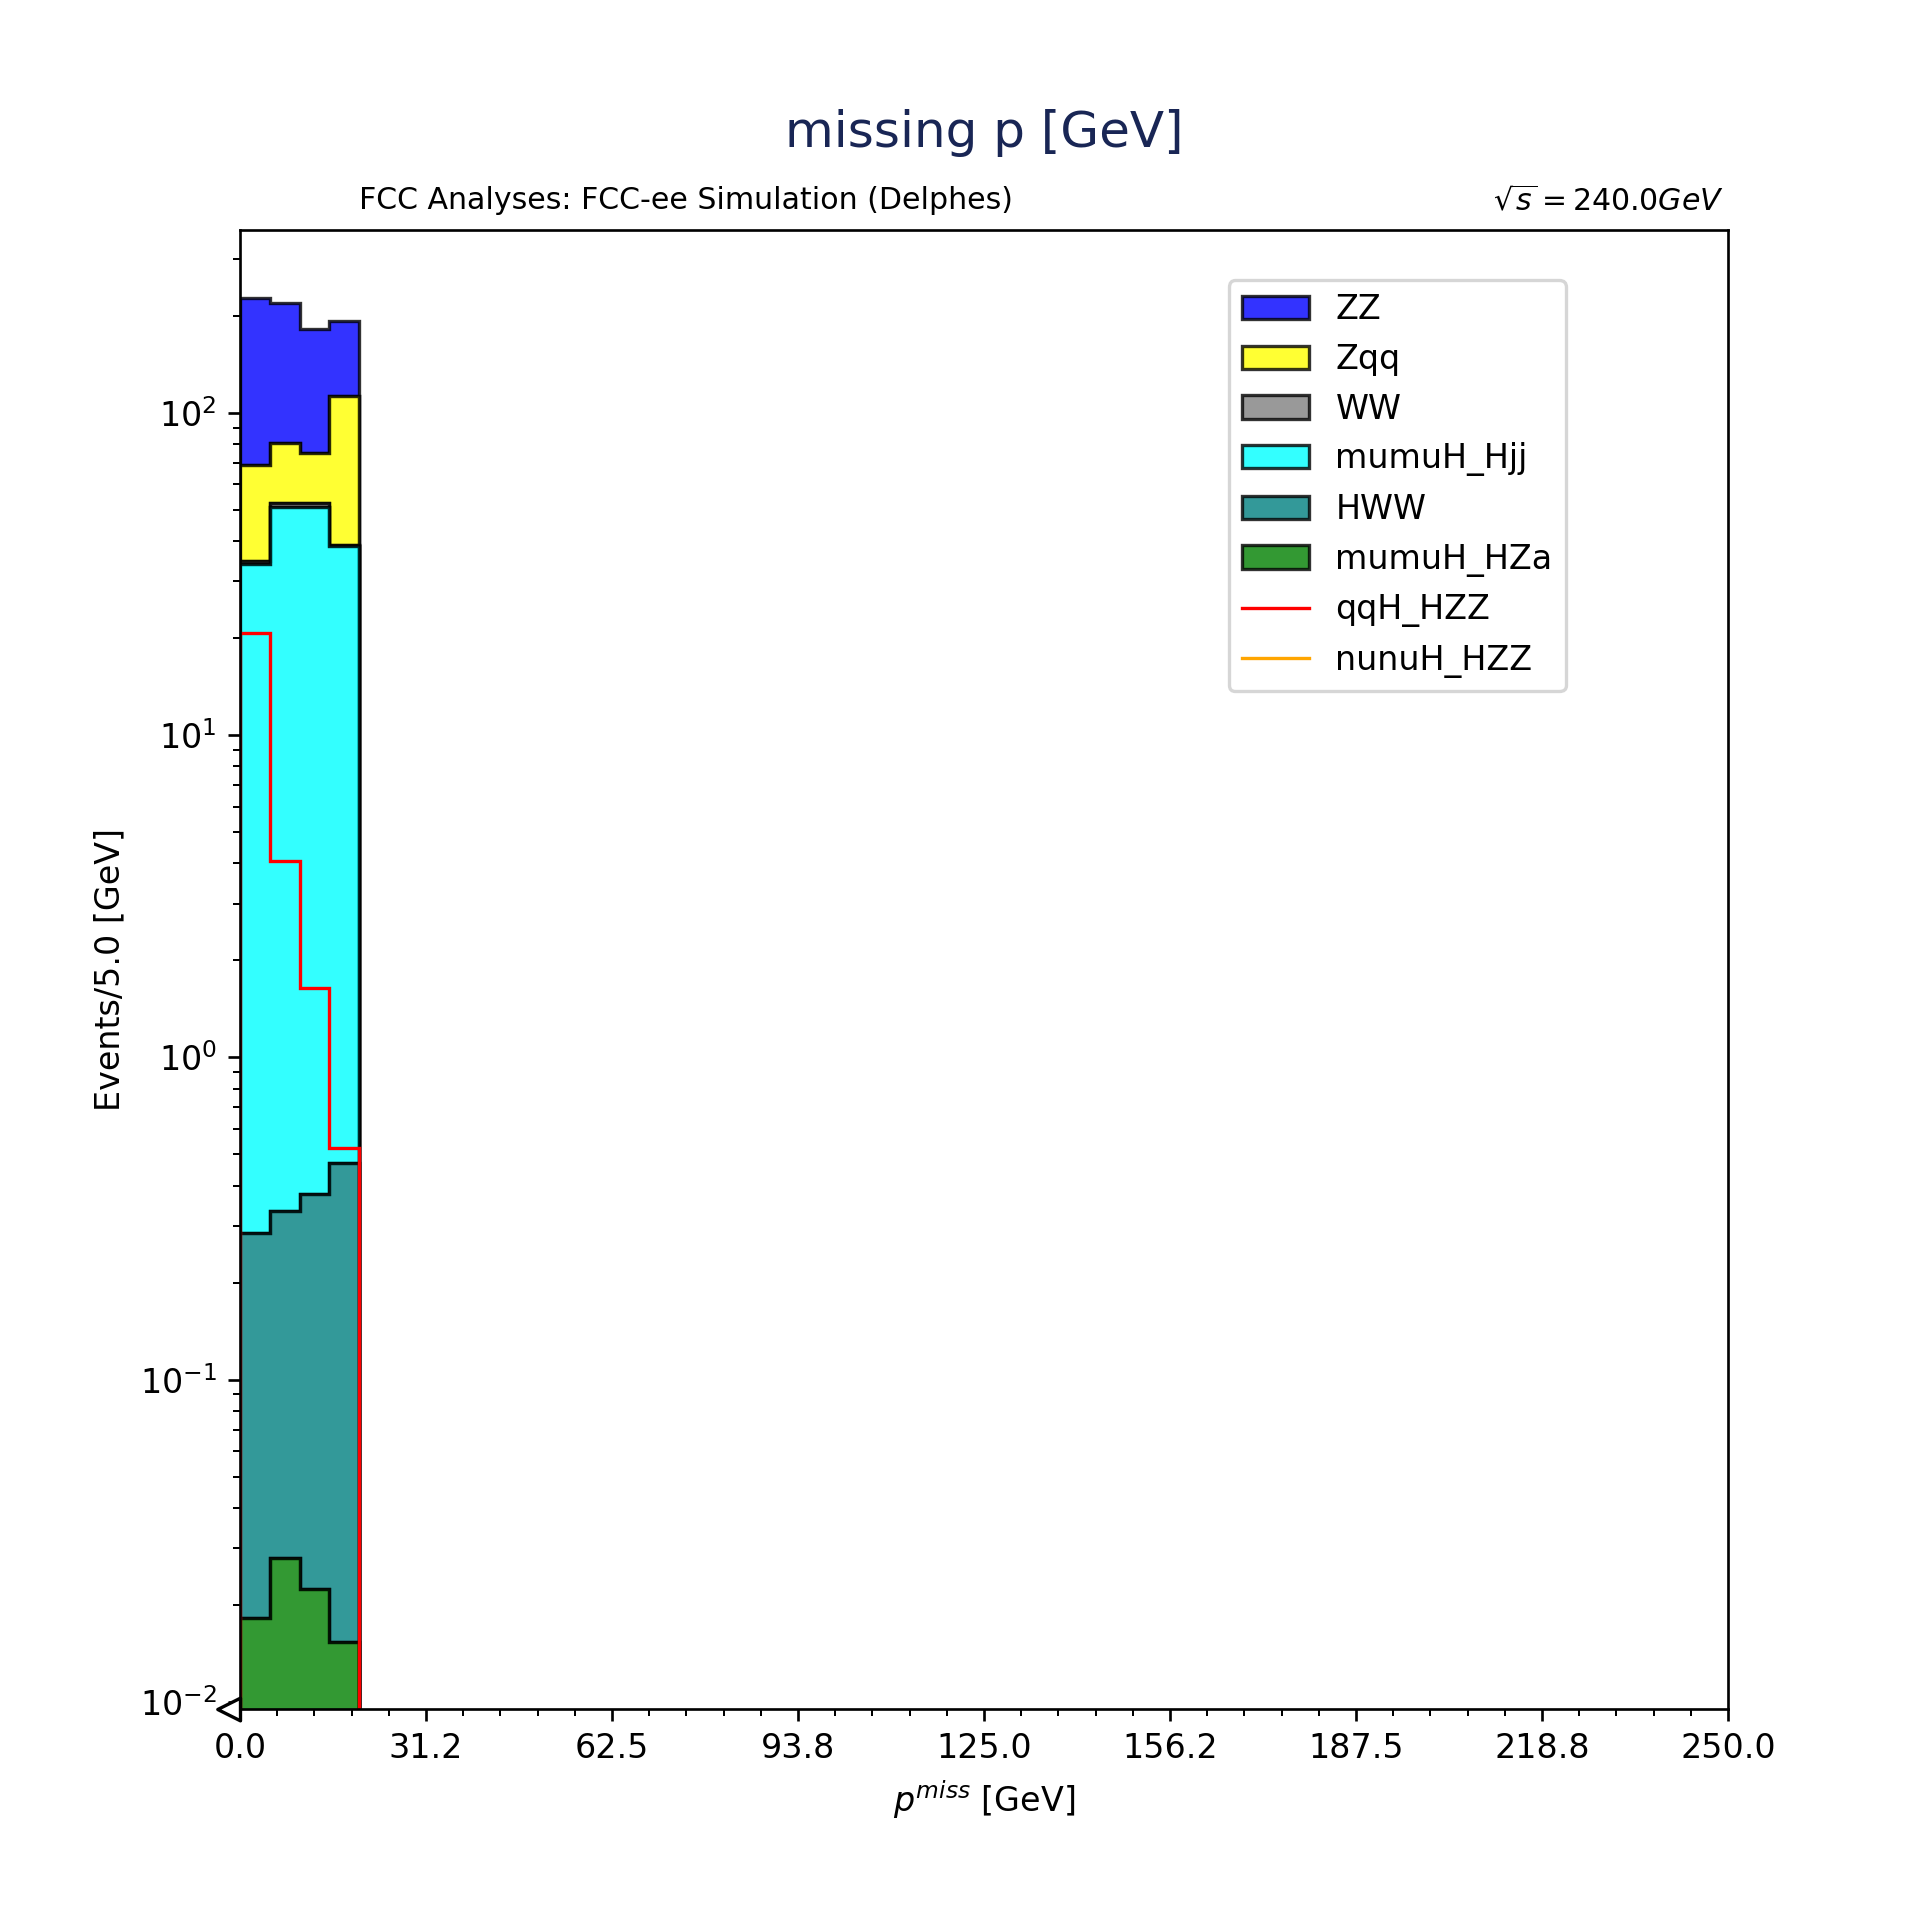 missing p [GeV]
FCC Analyses: FCC-ee Simulation (Delphes)
√s = 240.0GeV
ZZ
Zqq
WW
mumuH_Hjj
HWW
mumuH_HZa
qqH_HZZ
nunuH_HZZ
10²
10¹
10⁰
10⁻¹
10⁻²
Events/5.0 [GeV]
0.0 31.2 62.5 93.8 125.0 156.2 187.5 218.8 250.0
pᵐⁱˢˢ [GeV]